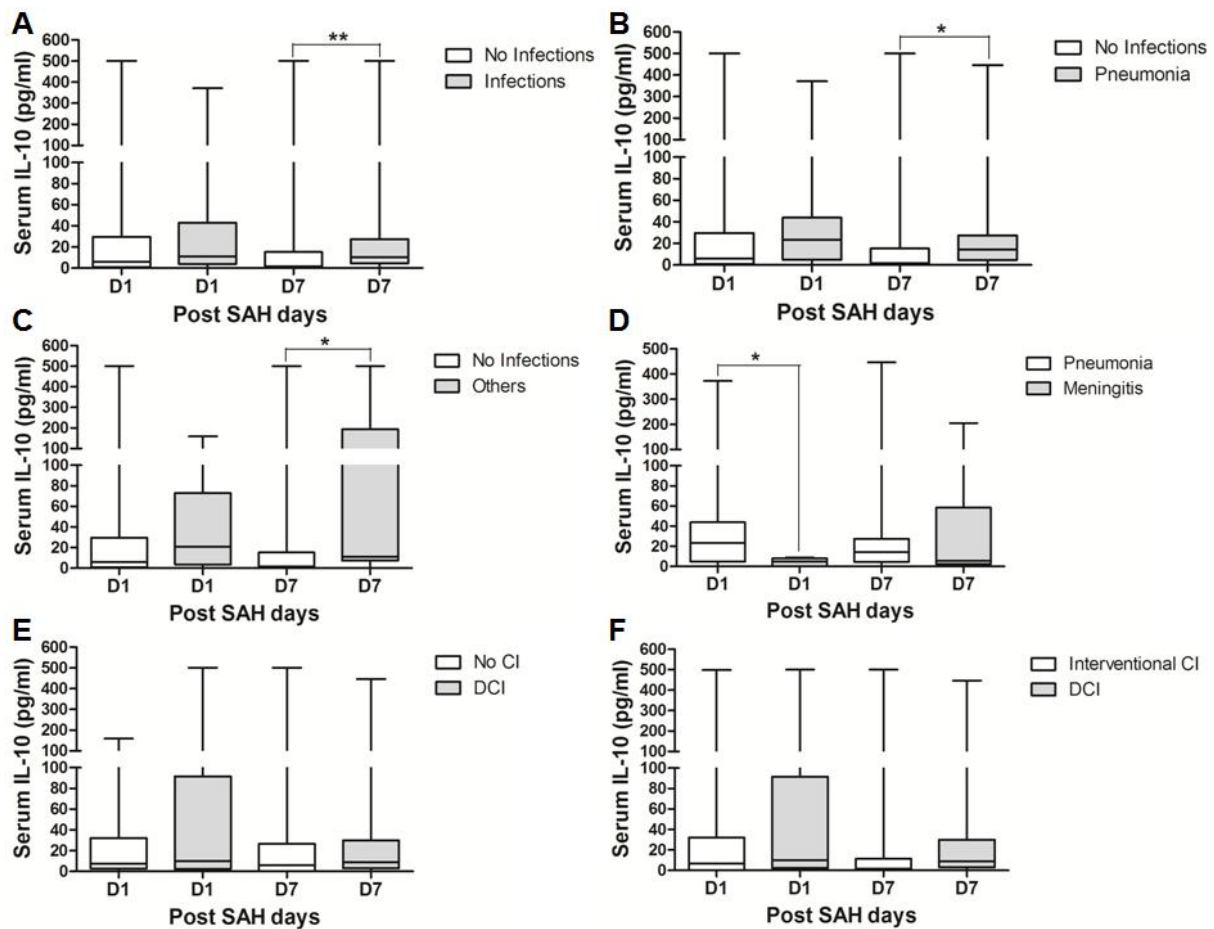 A
Serum IL-10 (pg/ml)
600
500
400
300
200
100
100
80
60
40
20
0
**
No Infections
Infections
D1 D1 D7 D7
Post SAH days
B
Serum IL-10 (pg/ml)
600
500
400
300
200
100
100
80
60
40
20
0
*
No Infections
Pneumonia
D1 D1 D7 D7
Post SAH days
C
Serum IL-10 (pg/ml)
600
500
400
300
200
100
100
80
60
40
20
0
*
No Infections
Others
D1 D1 D7 D7
Post SAH days
D
Serum IL-10 (pg/ml)
500
400
300
200
100
100
80
60
40
20
0
*
Pneumonia
Meningitis
D1 D1 D7 D7
Post SAH days
E
Serum IL-10 (pg/ml)
600
500
400
300
200
100
100
80
60
40
20
0
No CI
DCI
D1 D1 D7 D7
Post SAH days
F
Serum IL-10 (pg/ml)
600
500
400
300
200
100
100
80
60
40
20
0
Interventional CI
DCI
D1 D1 D7 D7
Post SAH days